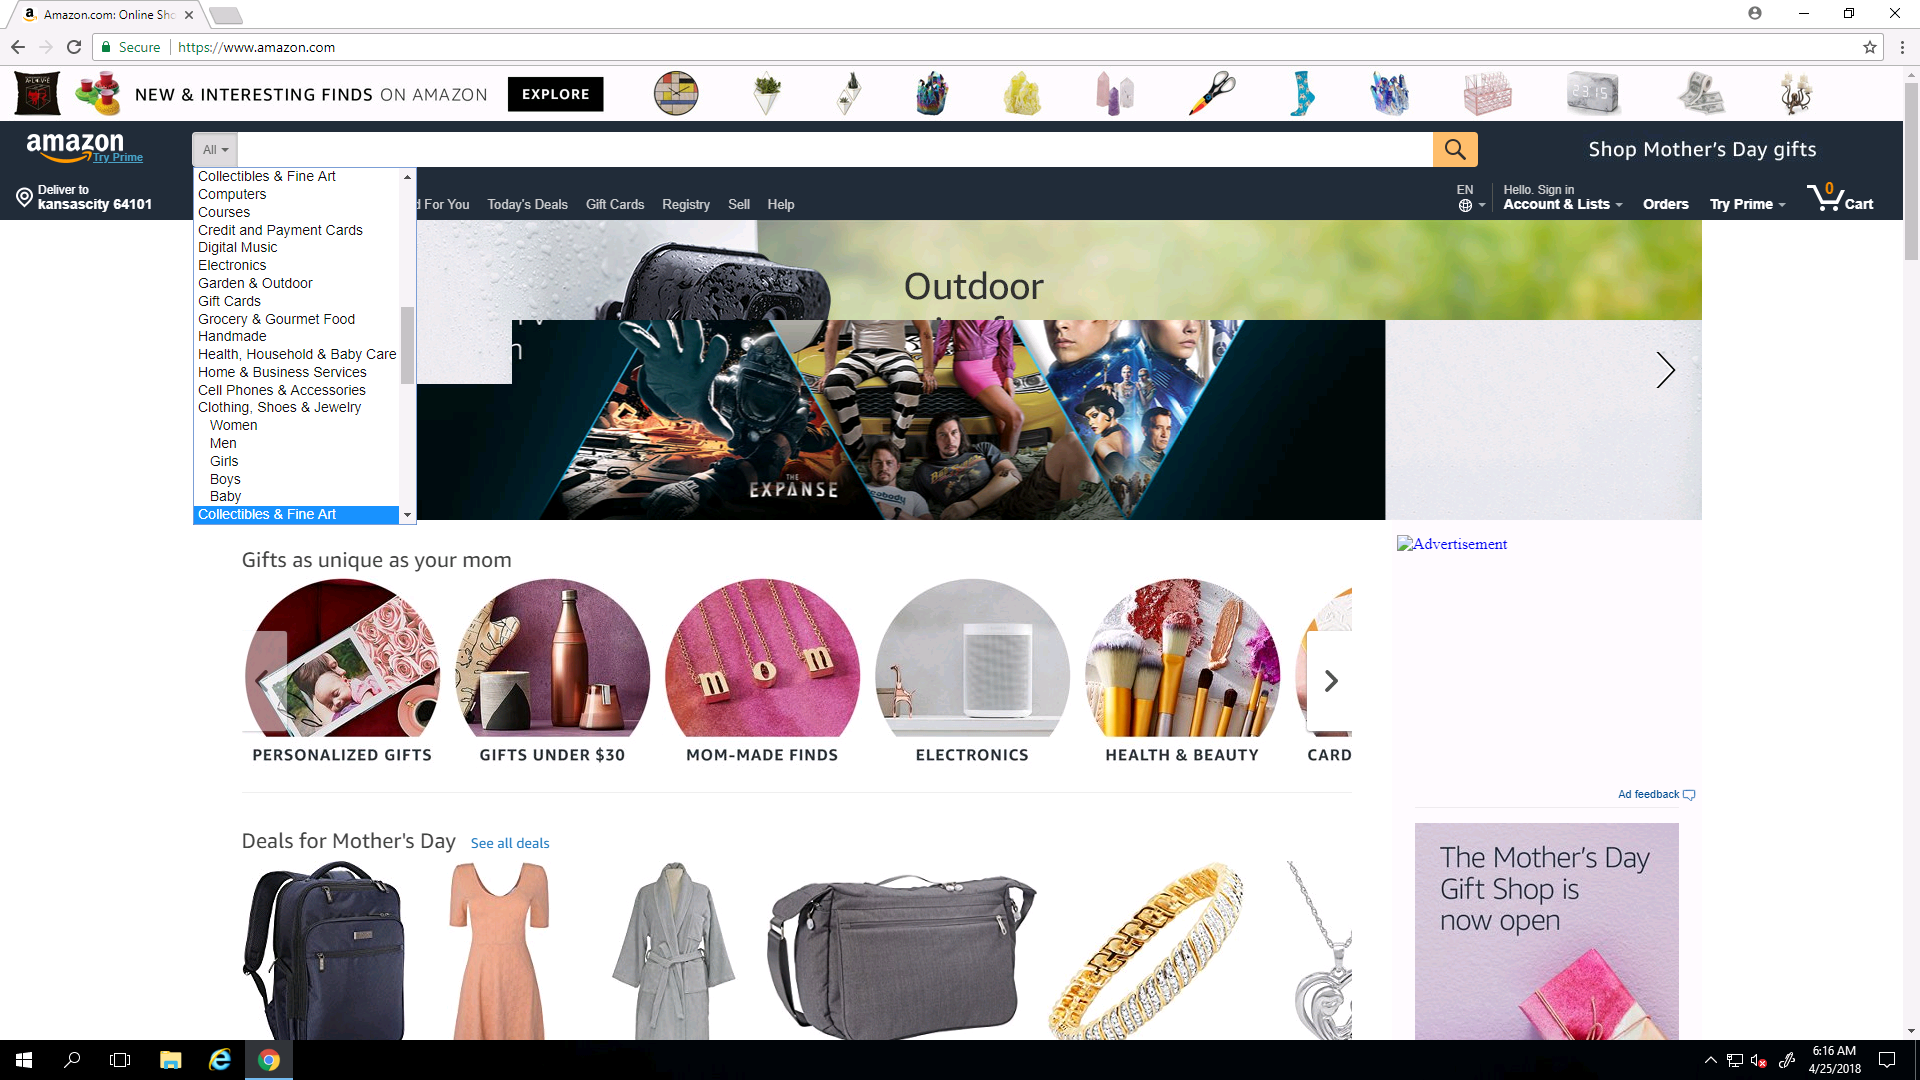 Amazon.com: Online Sho
Secure
https://www.amazon.com
NEW & INTERESTING FINDS ON AMAZON
EXPLORE
23:15
amazon
Try Prime
All
Shop Mother's Day gifts
Deliver to
kansascity 64101
d For You
Today's Deals
Gift Cards
Registry
Sell
Help
EN
Hello. Sign in
Account & Lists
Orders
Try Prime
0
Cart
Collectibles & Fine Art
Computers
Courses
Credit and Payment Cards
Digital Music
Electronics
Garden & Outdoor
Gift Cards
Grocery & Gourmet Food
Handmade
Health, Household & Baby Care
Home & Business Services
Cell Phones & Accessories
Clothing, Shoes & Jewelry
Women
Men
Girls
Boys
Baby
Collectibles & Fine Art
Outdoor
THE
EXPANSE
Advertisement
Gifts as unique as your mom
m o m
PERSONALIZED GIFTS
GIFTS UNDER $30
MOM-MADE FINDS
ELECTRONICS
HEALTH & BEAUTY
CARD
Ad feedback
Deals for Mother's Day
See all deals
The Mother's Day
Gift Shop is
now open
6:16 AM
4/25/2018